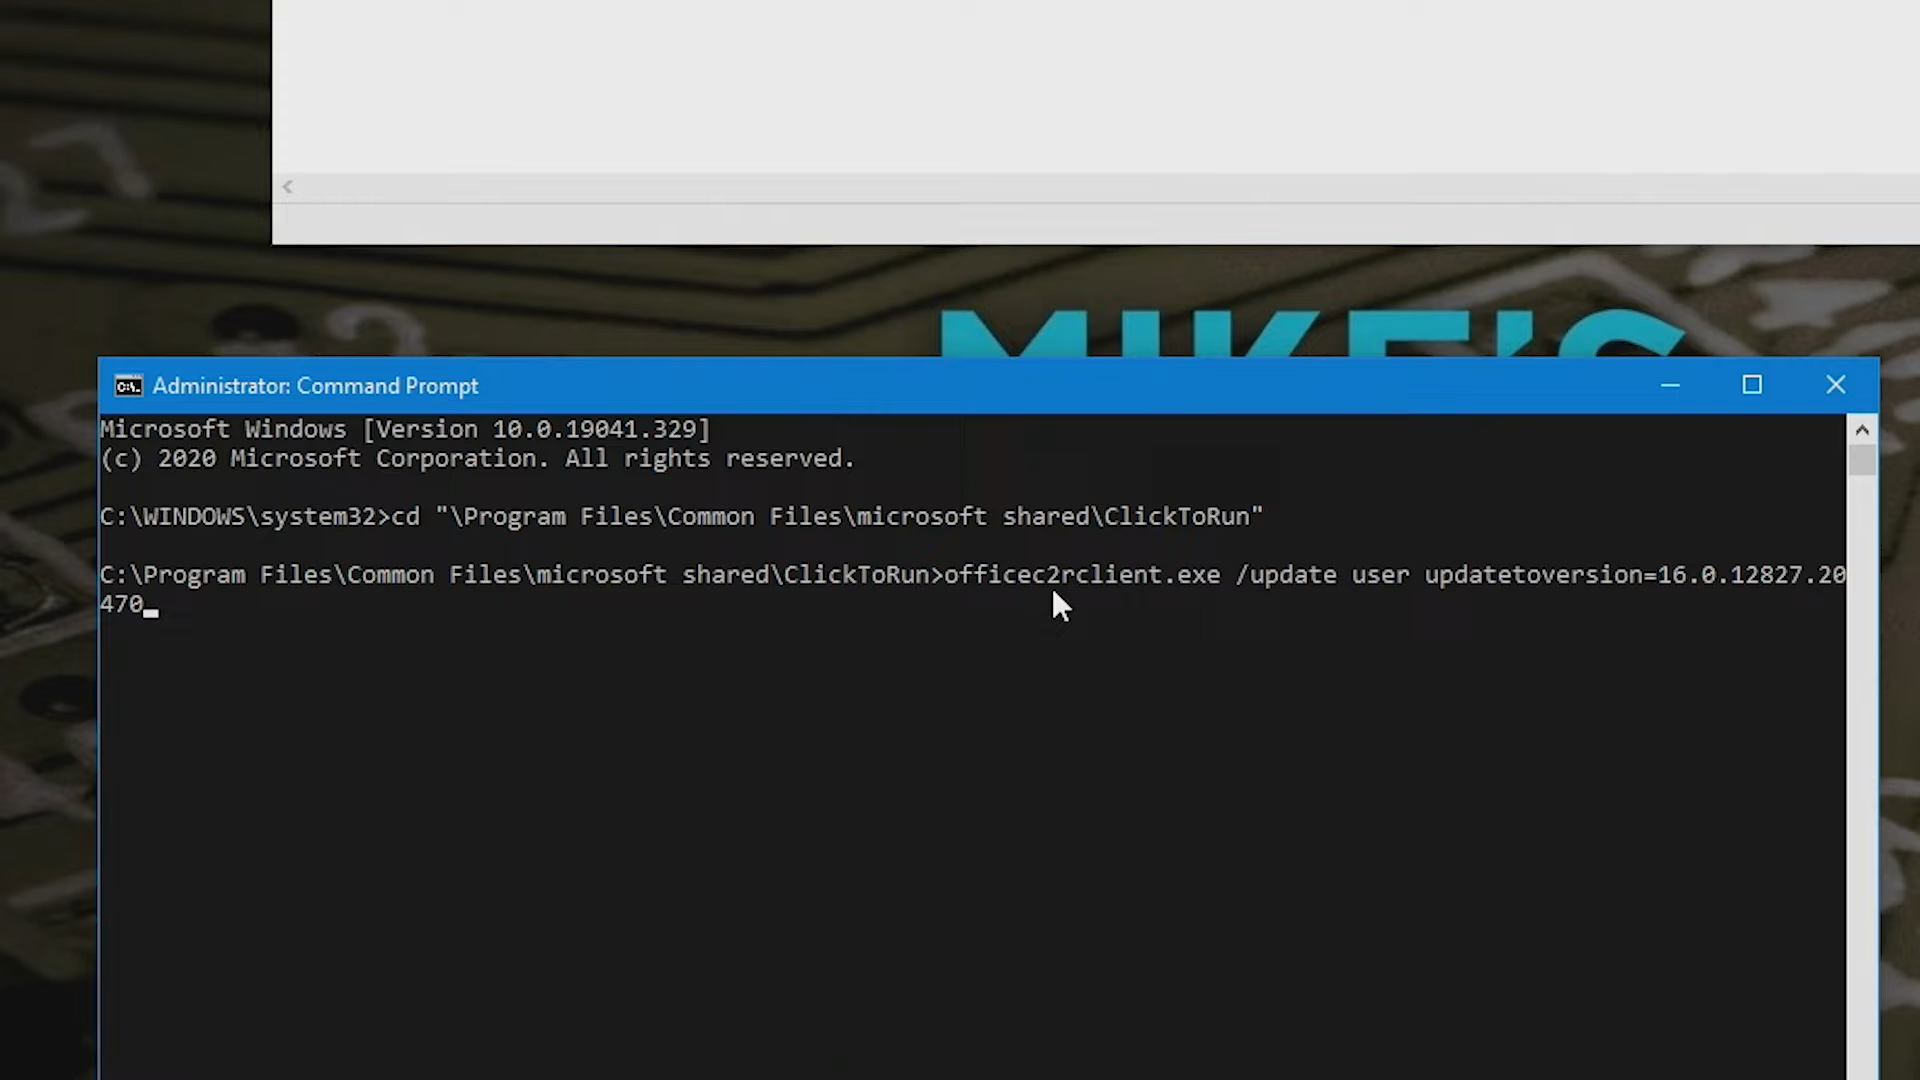 MIKE'S
Administrator: Command Prompt
Microsoft Windows [Version 10.0.19041.329]
(c) 2020 Microsoft Corporation. All rights reserved.
C:\WINDOWS\system32>cd "\Program Files\Common Files\microsoft shared\ClickToRun"
C:\Program Files\Common Files\microsoft shared\ClickToRun>officec2rclient.exe /update user updatetoversion=16.0.12827.20
470